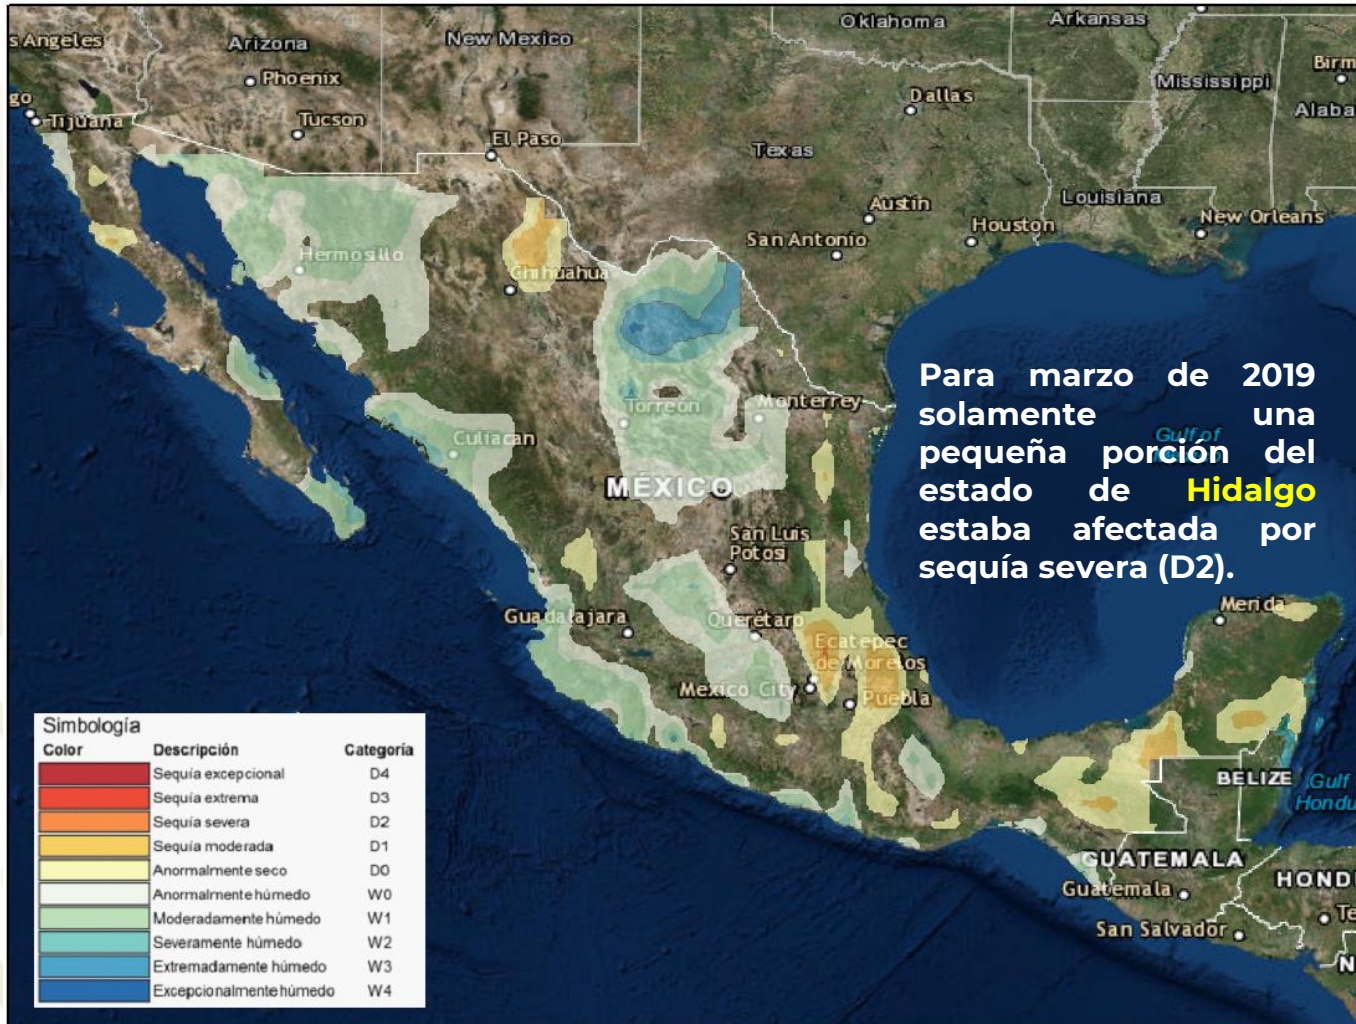 Oklahoma
Arkansas
s Angeles
Arizona
New Mexico
Phoenix
Mississippi
Birm
go
Tijuana
Tucson
Dallas
Alaba
El Paso
Texas
Louisiana
Austin
New Orleans
San Antonio
Houston
Hermosillo
Chihuahua
Para marzo de 2019
solamente una
pequeña porción del
estado de Hidalgo
estaba afectada por
sequía severa (D2).
Gulf of
Torreon
Monterrey
Culiacan
MÉXICO
San Luis
Potosi
Guadalajara
Querétaro
Merida
Ecatepec
de Morelos
Mexico City
Puebla
BELIZE
Gulf
Hondu
GUATEMALA
Guatemala
HOND
Te
San Salvador
N
Simbología
Color Descripción Categoría
Sequía excepcional D4
Sequía extrema D3
Sequía severa D2
Sequía moderada D1
Anormalmente seco D0
Anormalmente húmedo W0
Moderadamente húmedo W1
Severamente húmedo W2
Extremadamente húmedo W3
Excepcionalmente húmedo W4